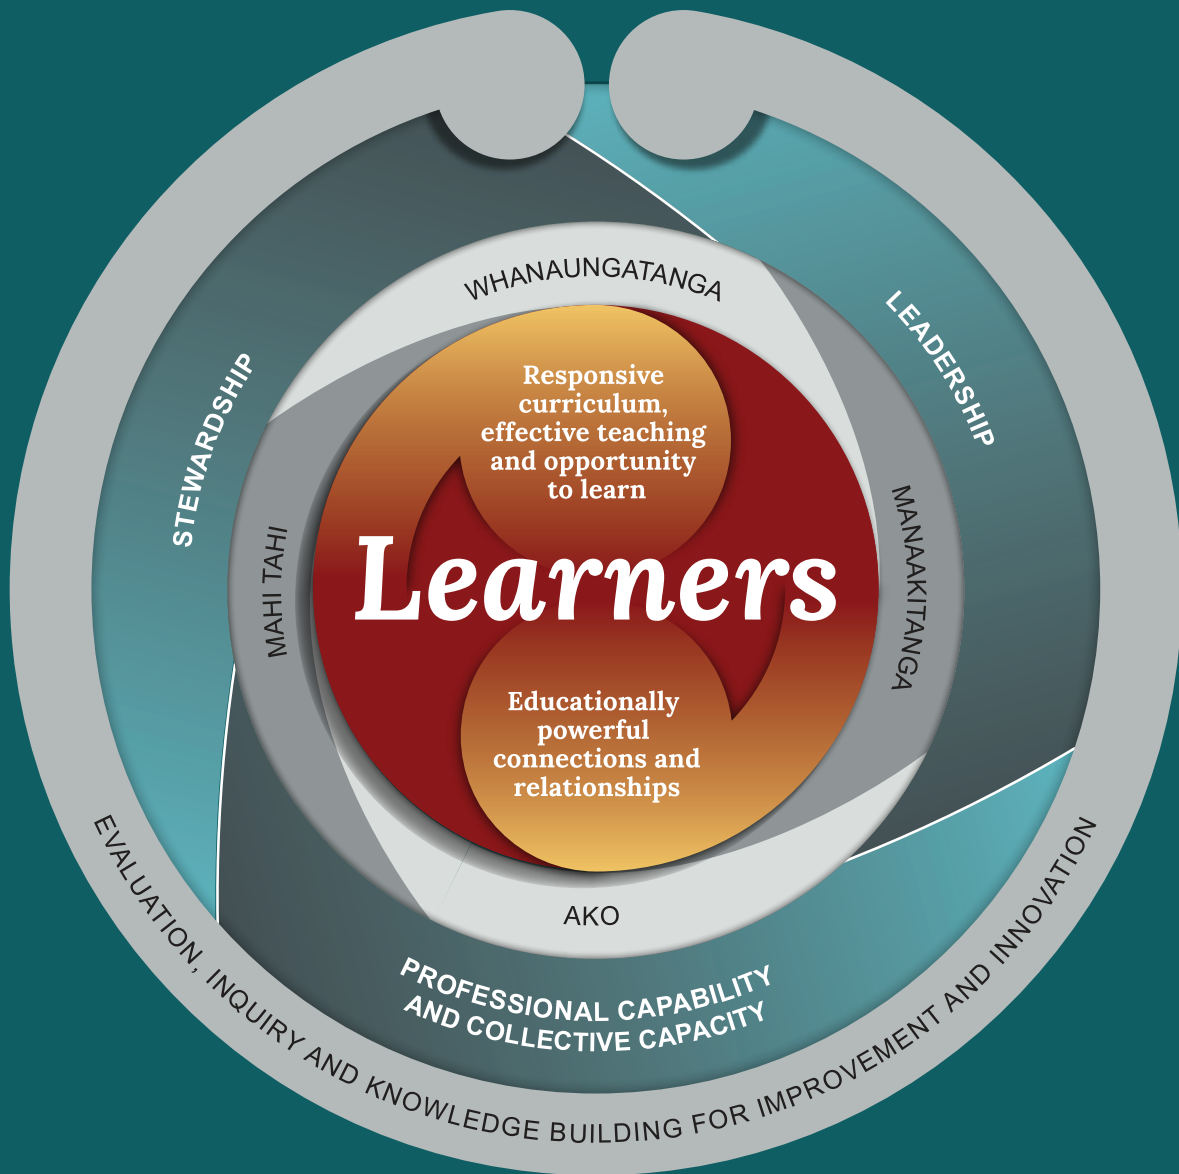 WHANAUNGATANGA
LEADERSHIP
STEWARDSHIP
Responsive
curriculum,
effective teaching
and opportunity
to learn
MANAAKITANGA
MAHI TAHI
Learners
Educationally
powerful
connections and
relationships
AKO
PROFESSIONAL CAPABILITY
AND COLLECTIVE CAPACITY
EVALUATION, INQUIRY AND KNOWLEDGE BUILDING FOR IMPROVEMENT AND INNOVATION